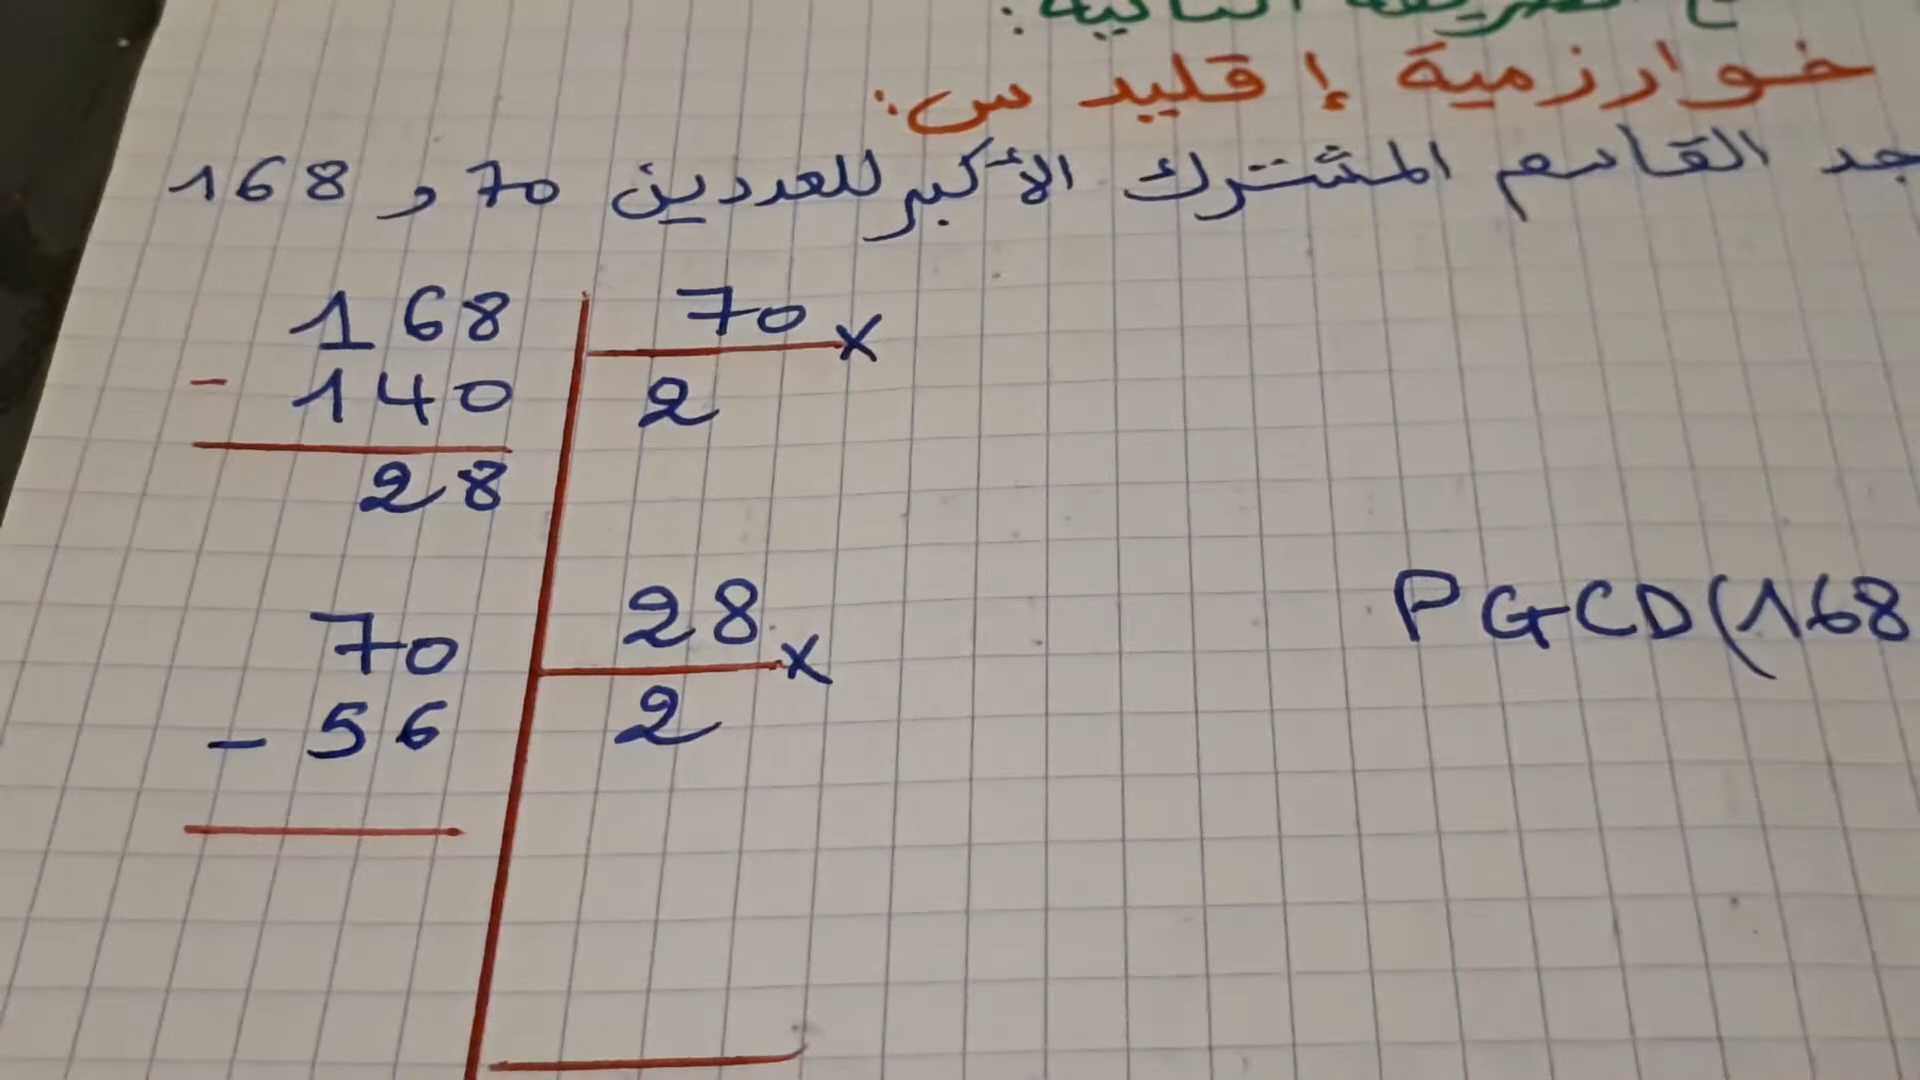 الثانية:
خوارزمية إقليدس:
جد القاسم المشترك الأكبر للعددين 70 و 168
168 70 x
- 140 2
28
70 28 x
- 56 2
PGCD(168